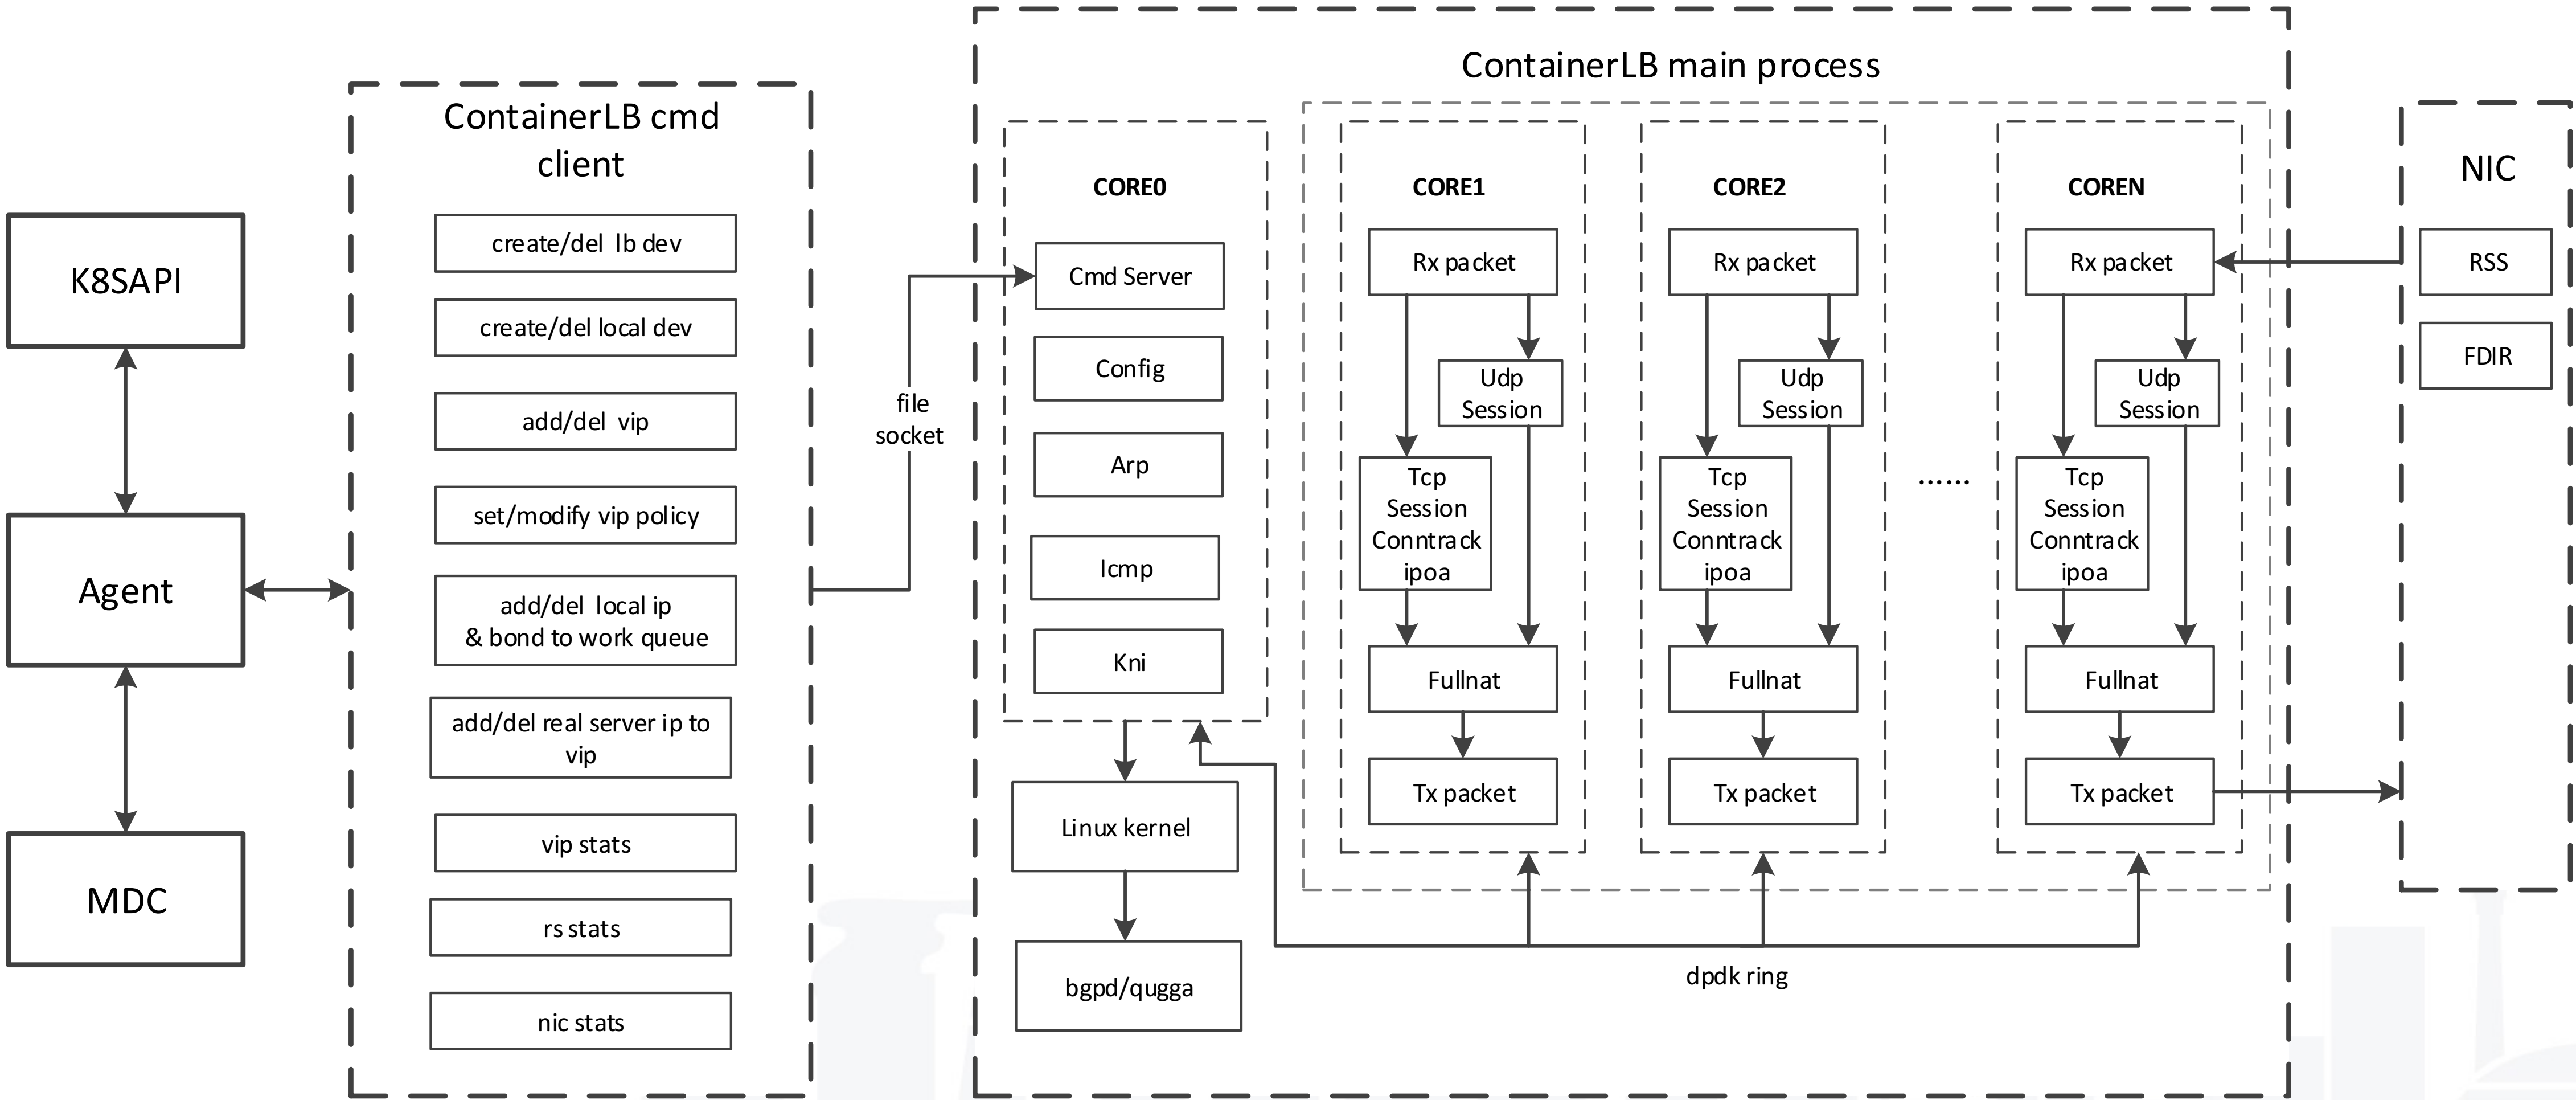 K8SAPI
Agent
MDC
ContainerLB cmd
client
create/del lb dev
create/del local dev
add/del vip
set/modify vip policy
add/del local ip
& bond to work queue
add/del real server ip to
vip
vip stats
rs stats
nic stats
file
socket
ContainerLB main process
CORE0
Cmd Server
Config
Arp
Icmp
Kni
Linux kernel
bgpd/qugga
CORE1
Rx packet
Udp
Session
Tcp
Session
Conntrack
ipoa
Fullnat
Tx packet
CORE2
Rx packet
Udp
Session
Tcp
Session
Conntrack
ipoa
Fullnat
Tx packet
......
COREN
Rx packet
Udp
Session
Tcp
Session
Conntrack
ipoa
Fullnat
Tx packet
dpdk ring
NIC
RSS
FDIR